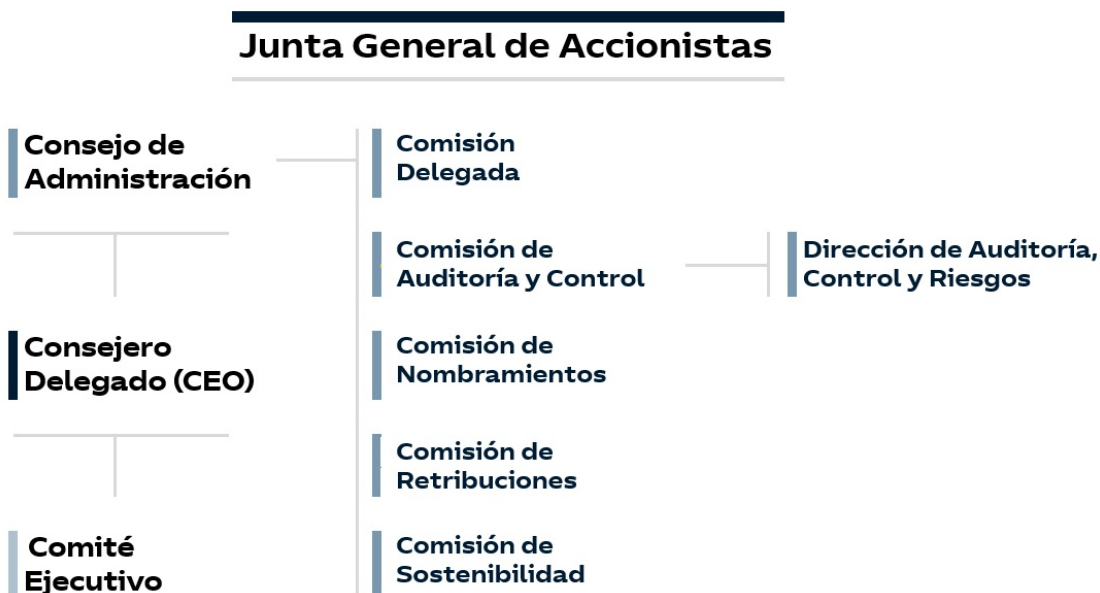 Junta General de Accionistas
Consejo de
Administración
Comisión
Delegada
Comisión de
Auditoría y Control
Dirección de Auditoría,
Control y Riesgos
Consejero
Delegado (CEO)
Comisión de
Nombramientos
Comisión de
Retribuciones
Comité
Ejecutivo
Comisión de
Sostenibilidad